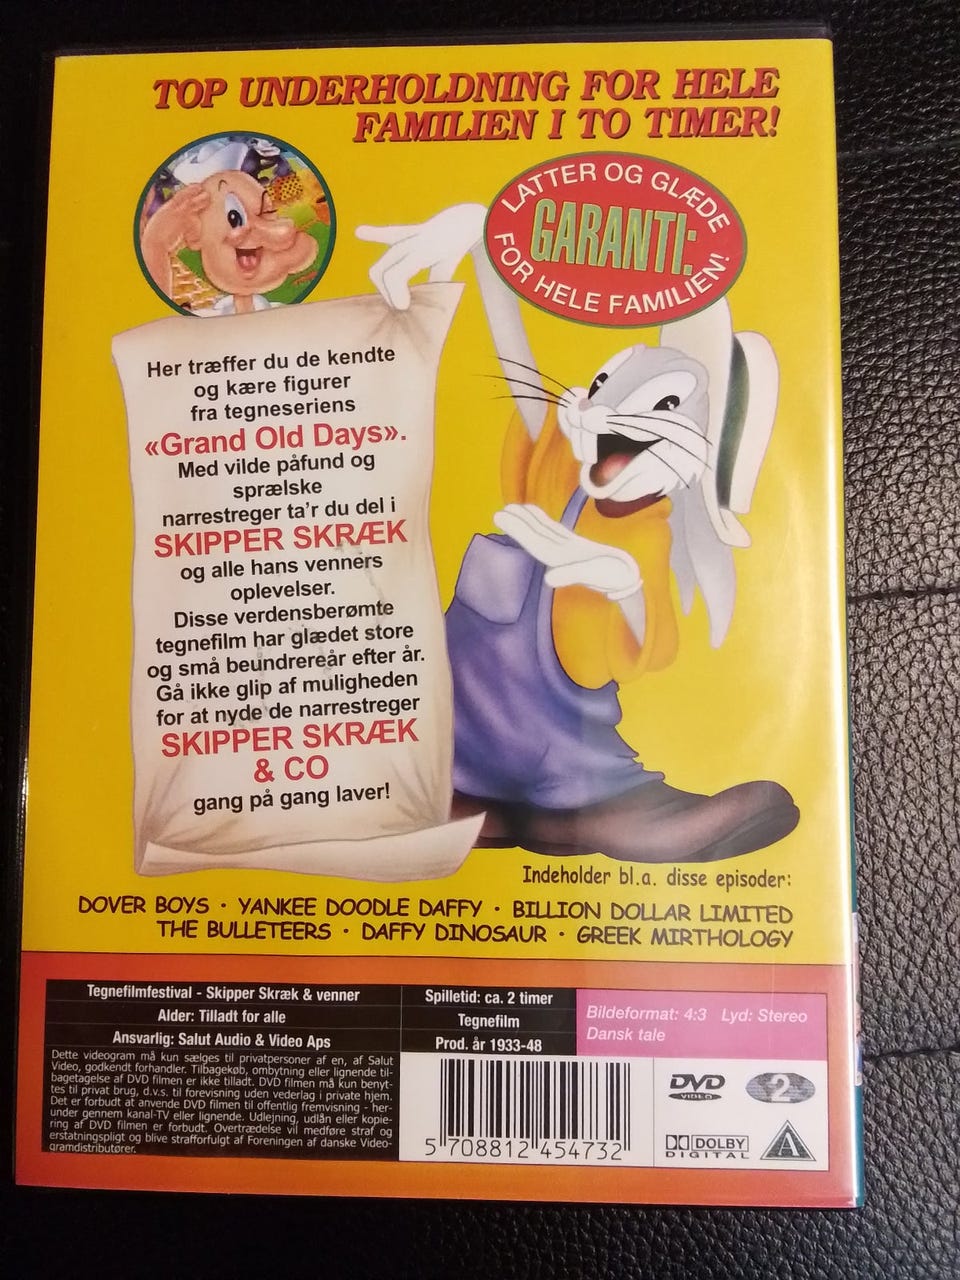 TOP UNDERHOLDNING FOR HELE
FAMILIEN I TO TIMER!
LATTER OG GLÆDE
GARANTI:
FOR HELE FAMILIEN!
Her træffer du de kendte
og kære figurer
fra tegneseriens
«Grand Old Days».
Med vilde påfund og
sprælske
narrestreger ta'r du del i
SKIPPER SKRÆK
og alle hans venners
oplevelser.
Disse verdensberømte
tegnefilm har glædet store
og små beundrereår efter år.
Gå ikke glip af muligheden
for at nyde de narrestreger
SKIPPER SKRÆK
& CO
gang på gang laver!
Indeholder bl.a. disse episoder:
DOVER BOYS · YANKEE DOODLE DAFFY · BILLION DOLLAR LIMITED
THE BULLETEERS · DAFFY DINOSAUR · GREEK MIRTHOLOGY
Tegnefilmfestival - Skipper Skræk & venner
Alder: Tilladt for alle
Ansvarlig: Salut Audio & Video Aps
Spilletid: ca. 2 timer
Tegnefilm
Prod. år 1933-48
Bildeformat: 4:3 Lyd: Stereo
Dansk tale
Dette videogram må kun sælges til privatpersoner af en, af Salut
Video, godkendt forhandler. Tilbagekøb, ombytning eller lignende til-
bagetagelse af DVD filmen er ikke tilladt. DVD filmen må kun benyt-
tes til privat brug, d.v.s. til forevisning uden vederlag i private hjem.
Det er forbudt at anvende DVD filmen til offentlig fremvisning - her-
under gennem kanal-TV eller lignende. Udlejning, udlån eller kopie-
ring af DVD filmen er forbudt. Overtrædelse vil medføre straf og
erstatningspligt og blive strafforfulgt af Foreningen af danske Video-
gramdistributører.
5 708812 454732
DVD
VIDEO
2
DOLBY
DIGITAL
A